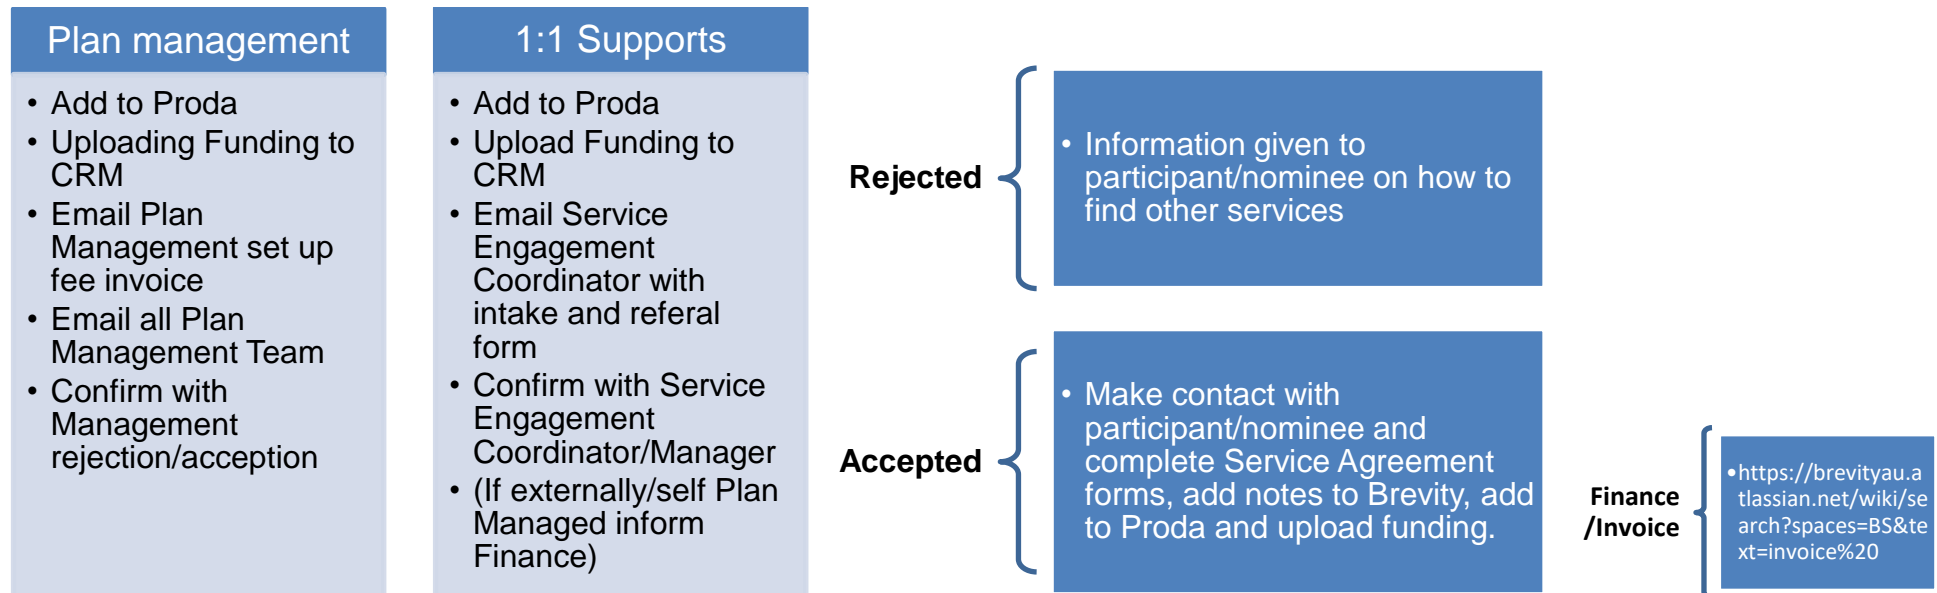 Plan management
• Add to Proda
• Uploading Funding to
CRM
• Email Plan
Management set up
fee invoice
• Email all Plan
Management Team
• Confirm with
Management
rejection/acception
1:1 Supports
• Add to Proda
• Upload Funding to
CRM
• Email Service
Engagement
Coordinator with
intake and referal
form
• Confirm with Service
Engagement
Coordinator/Manager
• (If externally/self Plan
Managed inform
Finance)
Rejected
• Information given to
participant/nominee on how to
find other services
Accepted
• Make contact with
participant/nominee and
complete Service Agreement
forms, add notes to Brevity, add
to Proda and upload funding.
Finance
/Invoice
•https://brevityau.a
tlassian.net/wiki/se
arch?spaces=BS&te
xt=invoice%20